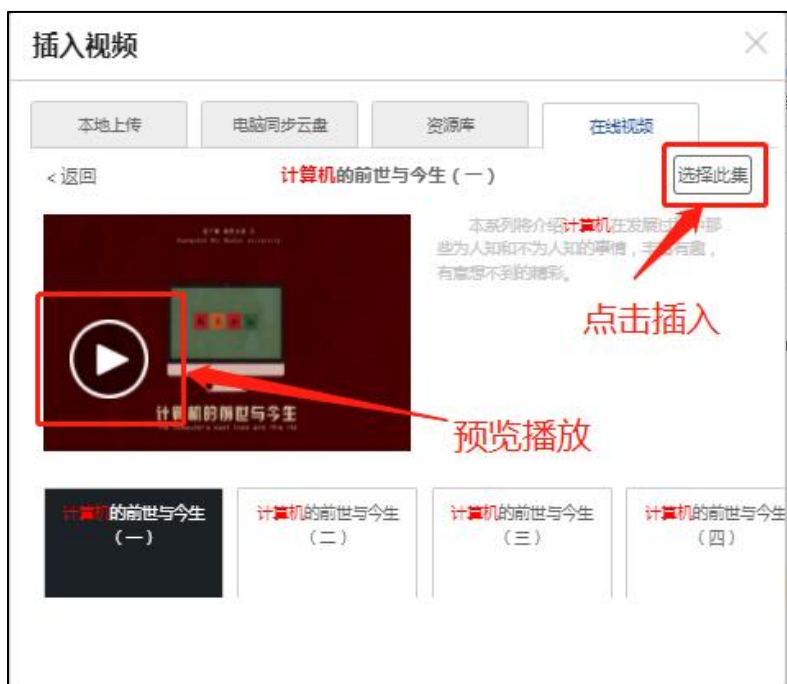 插入视频
本地上传
电脑同步云盘
资源库
在线视频
<返回
计算机的前世与今生(一)
选择此集
本系列将介绍计算机在发展过程中那
些为人知和不为人知的事情,丰富有趣,
有意想不到的精彩。
点击插入
计算机的前世与今生
预览播放
计算机的前世与今生
(一)
计算机的前世与今生
(二)
计算机的前世与今生
(三)
计算机的前世与今生
(四)